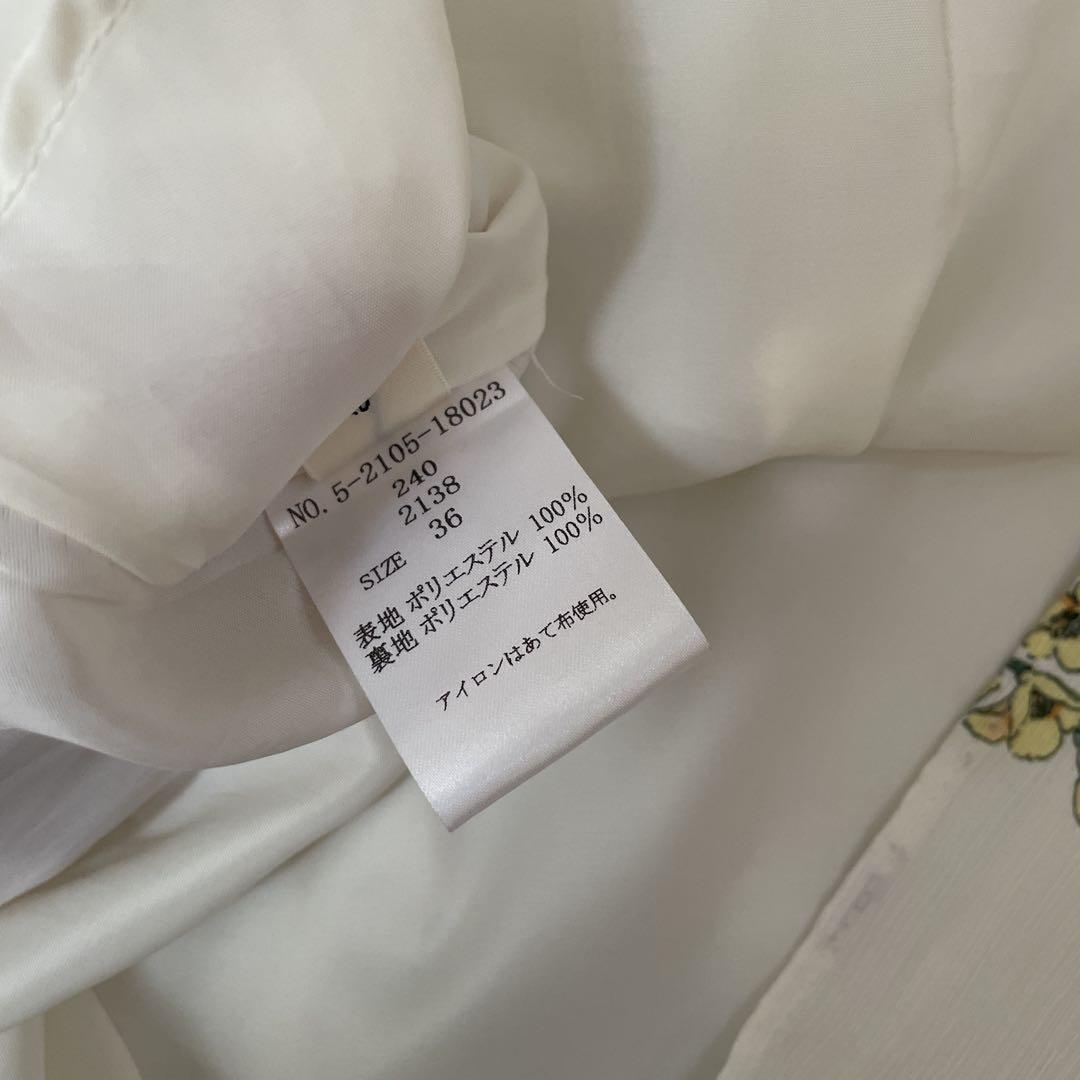 NO. 5-2105-18023
240
2138
SIZE 36
表地 ポリエステル 100%
裏地 ポリエステル 100%
アイロンはあて布使用。